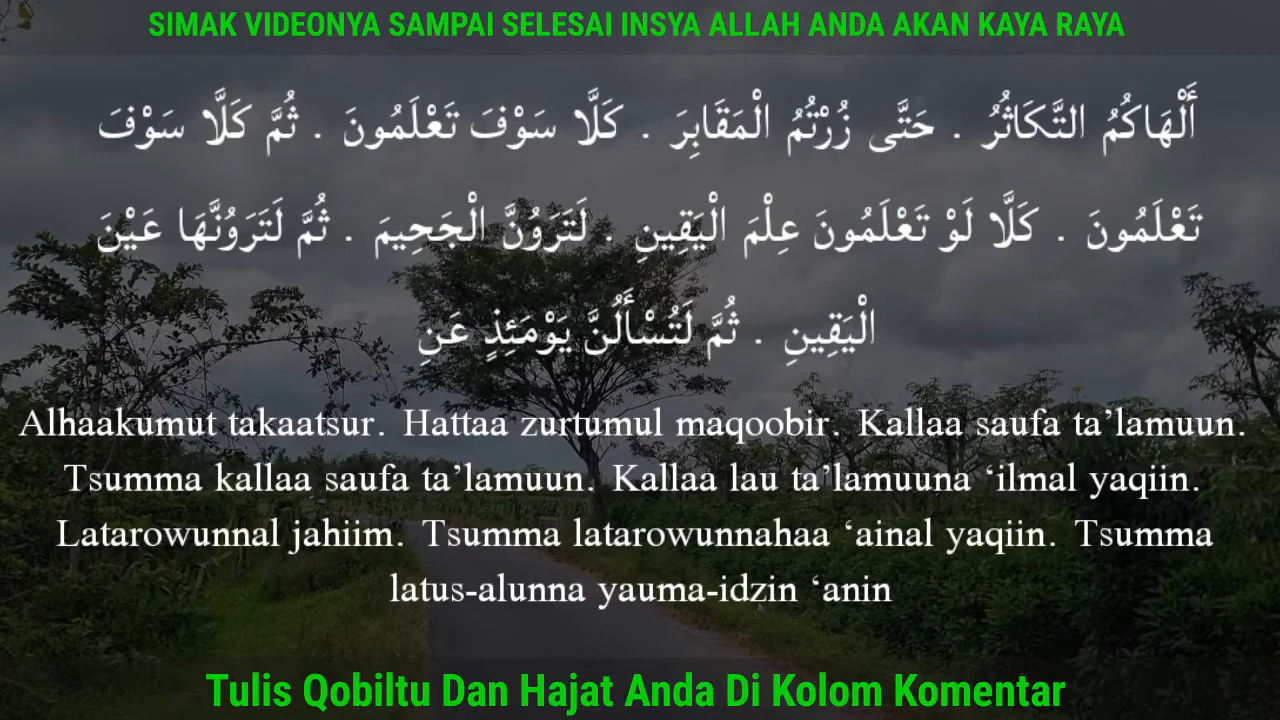 SIMAK VIDEONYA SAMPAI SELESAI INSYA ALLAH ANDA AKAN KAYA RAYA
أَلْهَاكُمُ التَّكَاثُرُ . حَتَّى زُرْتُمُ الْمَقَابِرَ . كَلَّا سَوْفَ تَعْلَمُونَ . ثُمَّ كَلَّا سَوْفَ
تَعْلَمُونَ . كَلَّا لَوْ تَعْلَمُونَ عِلْمَ الْيَقِينِ . لَتَرَوُنَّ الْجَحِيمَ . ثُمَّ لَتَرَوُنَّهَا عَيْنَ
الْيَقِينِ . ثُمَّ لَتُسْأَلُنَّ يَوْمَئِذٍ عَنِ
Alhaakumut takaatsur. Hattaa zurtumul maqoobir. Kallaa saufa ta’lamuun.
Tsumma kallaa saufa ta’lamuun. Kallaa lau ta’lamuuna ‘ilmal yaqiin.
Latarowunnal jahiim. Tsumma latarowunnahaa ‘ainal yaqiin. Tsumma
latus-alunna yauma-idzin ‘anin
Tulis Qobiltu Dan Hajat Anda Di Kolom Komentar